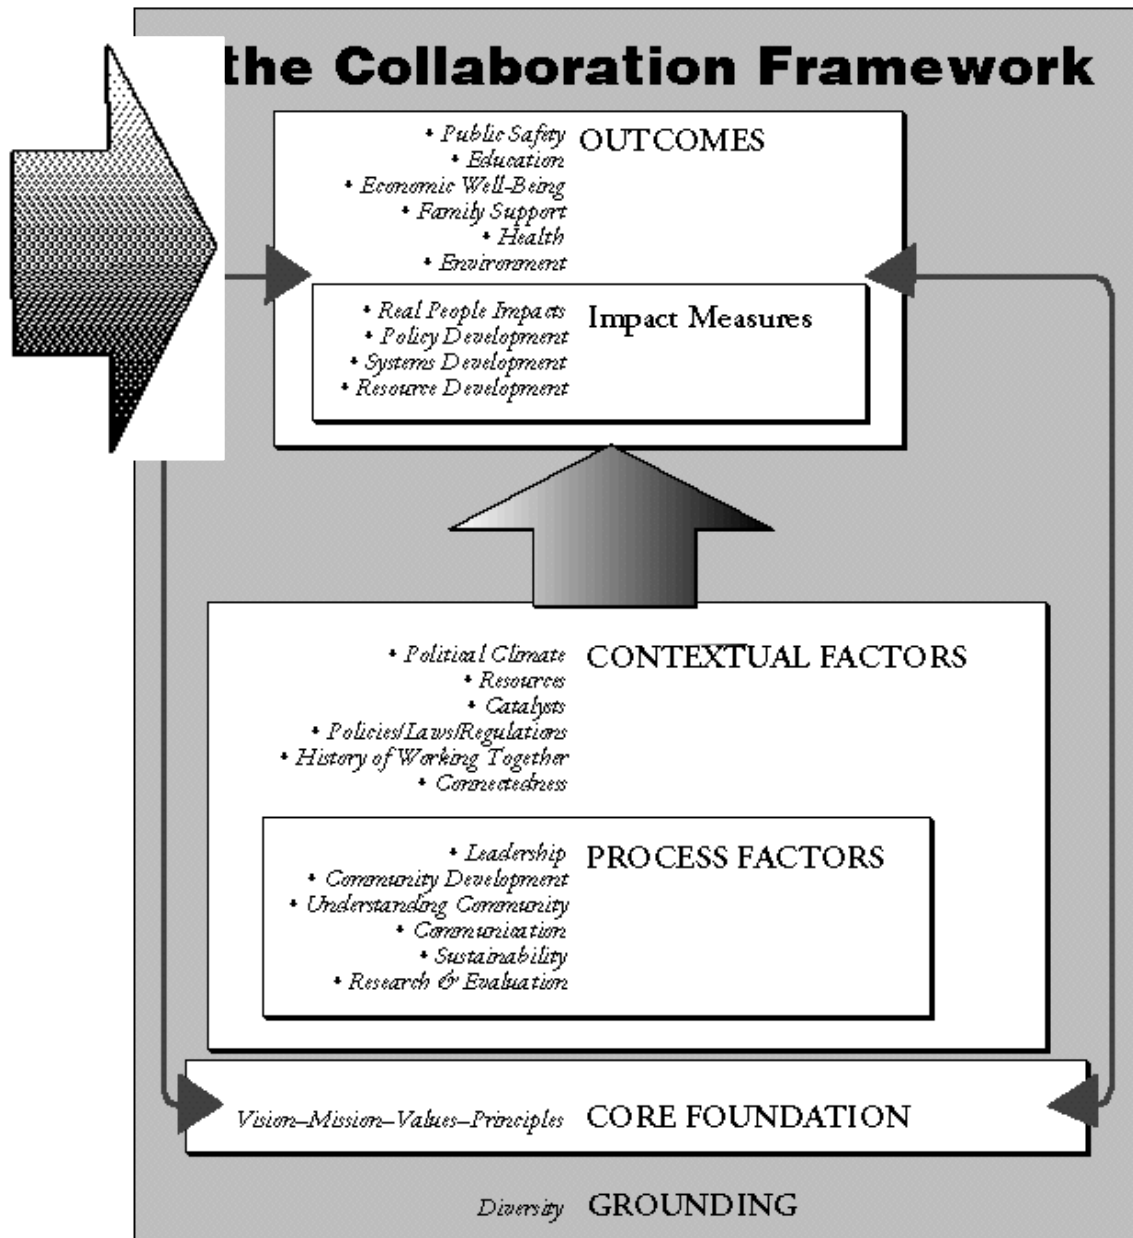 the Collaboration Framework
• Public Safety OUTCOMES
• Education
• Economic Well-Being
• Family Support
• Health
• Environment
• Real People Impacts Impact Measures
• Policy Development
• Systems Development
• Resource Development
• Political Climate CONTEXTUAL FACTORS
• Resources
• Catalysts
• Policies/Laws/Regulations
• History of Working Together
• Connectedness
• Leadership PROCESS FACTORS
• Community Development
• Understanding Community
• Communication
• Sustainability
• Research & Evaluation
Vision–Mission–Values–Principles CORE FOUNDATION
Diversity GROUNDING